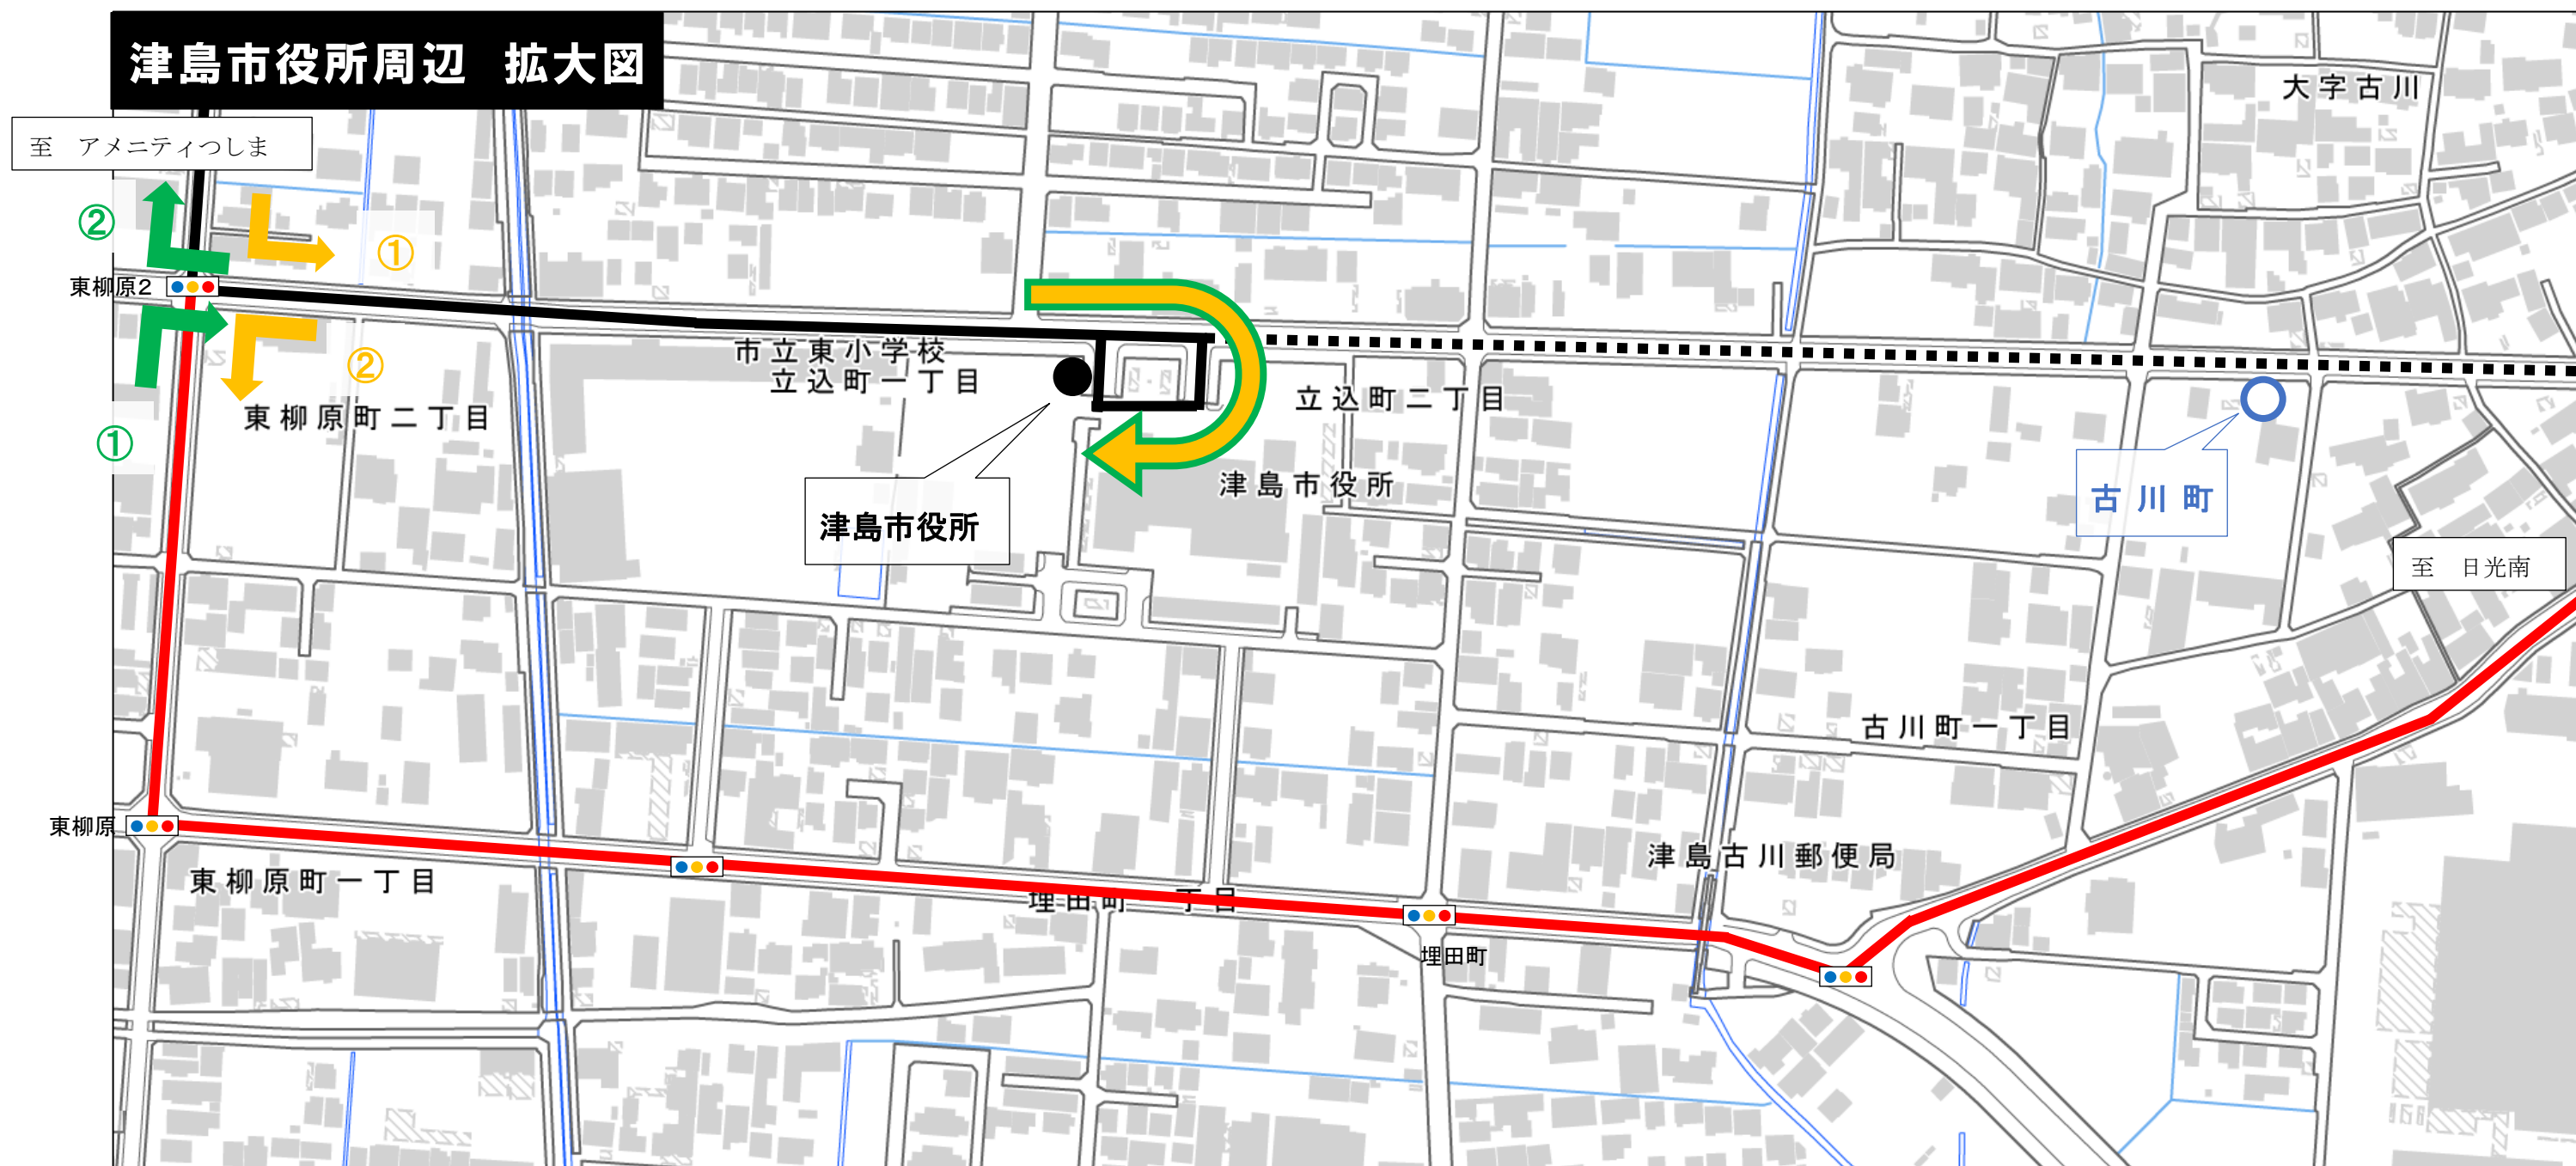 津島市役所周辺 拡大図
大字古川
至 アメニティつしま
②
①
東柳原2
市立東小学校
立込町一丁目
②
立込町二丁目
東柳原町二丁目
①
津島市役所
古川町
津島市役所
至 日光南
古川町一丁目
東柳原
津島古川郵便局
東柳原町一丁目
埋田町 丁目
埋田町